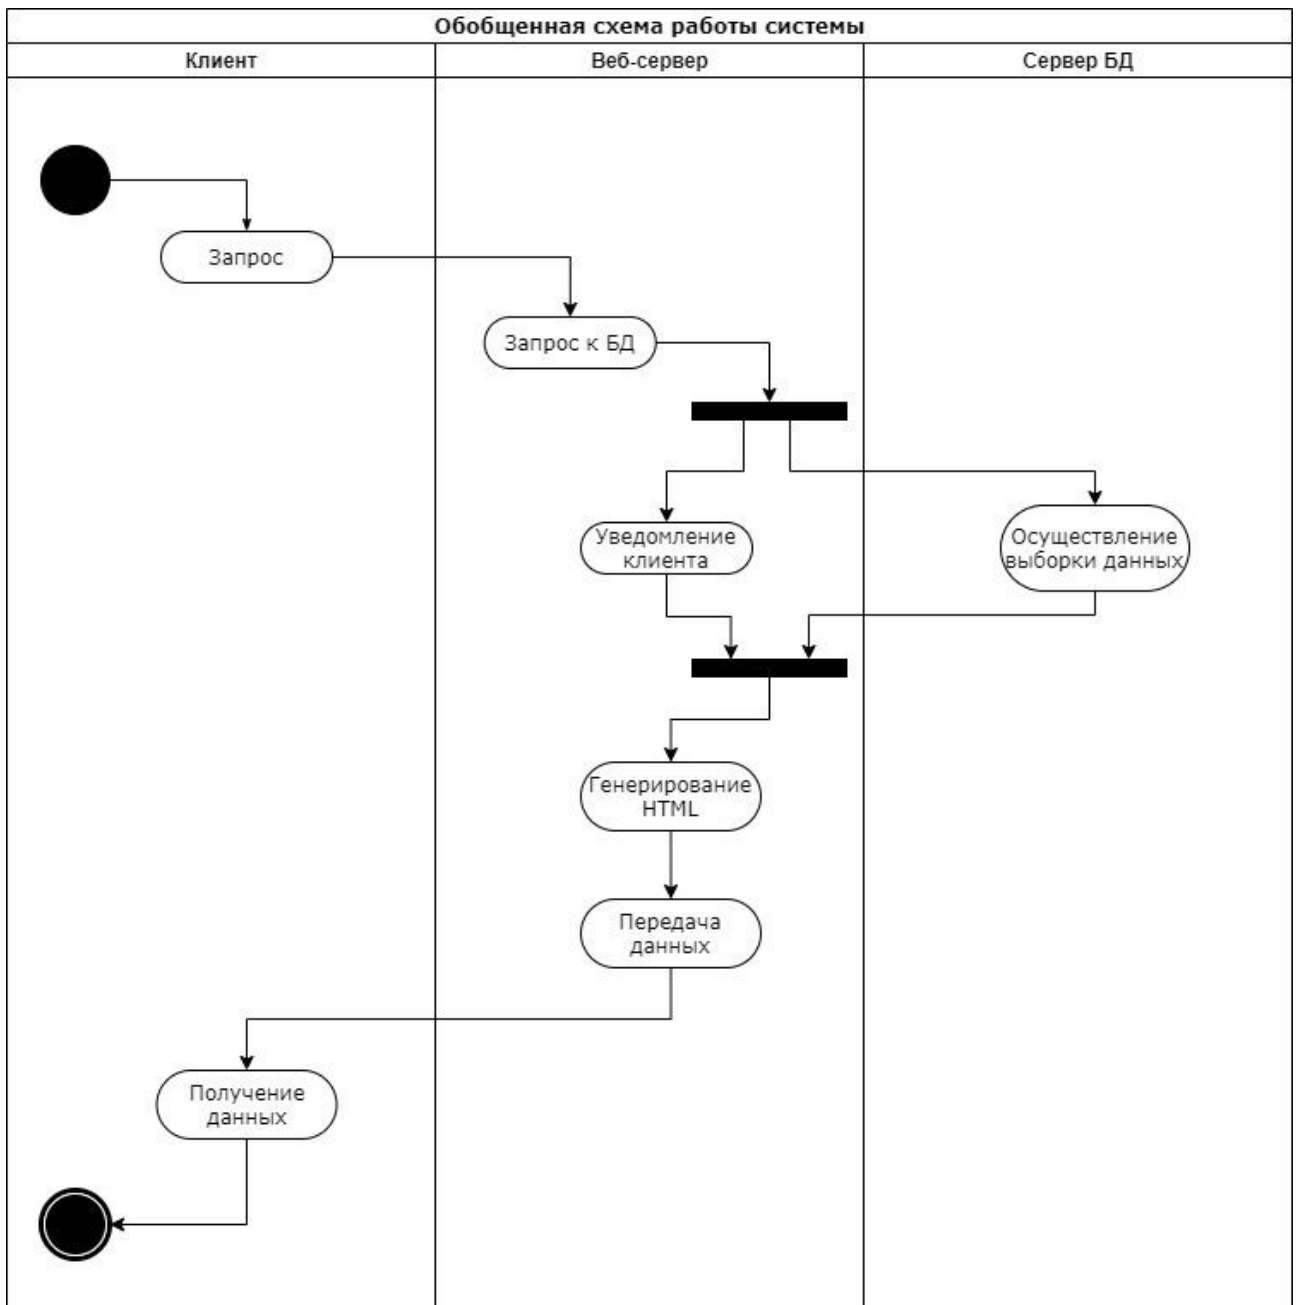 Обобщенная схема работы системы
Клиент
Веб-сервер
Сервер БД
Запрос
Запрос к БД
Уведомление
клиента
Осуществление
выборки данных
Генерирование
HTML
Передача
данных
Получение
данных